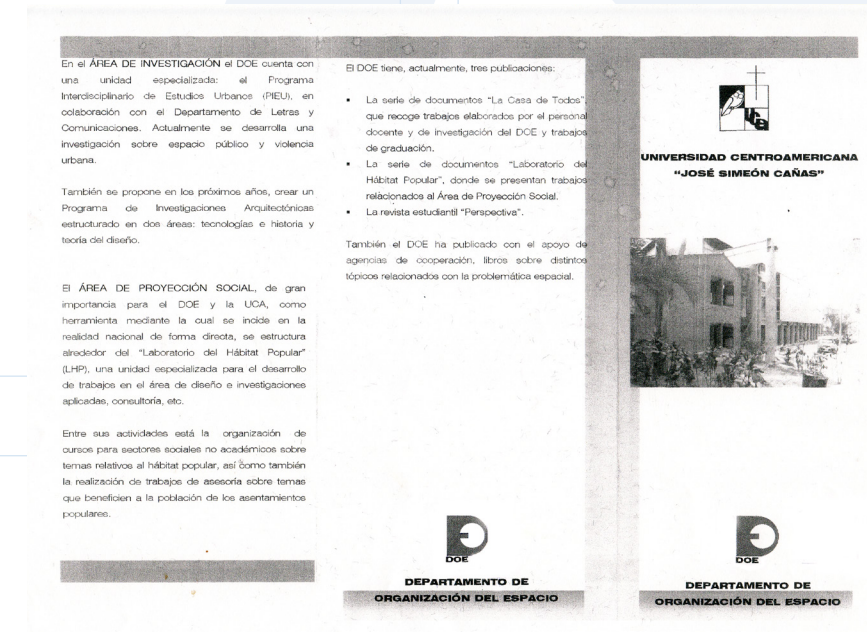 En el ÁREA DE INVESTIGACIÓN el DOE cuenta con
una unidad especializada: el Programa
Interdisciplinario de Estudios Urbanos (PIEU), en
colaboración con el Departamento de Letras y
Comunicaciones. Actualmente se desarrolla una
investigación sobre espacio público y violencia
urbana.
También se propone en los próximos años, crear un
Programa de Investigaciones Arquitectónicas
estructurado en dos áreas: tecnologías e historia y
teoría del diseño.
El ÁREA DE PROYECCIÓN SOCIAL, de gran
importancia para el DOE y la UCA, como
herramienta mediante la cual se incide en la
realidad nacional de forma directa, se estructura
alrededor del "Laboratorio del Hábitat Popular"
(LHP), una unidad especializada para el desarrollo
de trabajos en el área de diseño e investigaciones
aplicadas, consultoría, etc.
Entre sus actividades está la organización de
cursos para sectores sociales no académicos sobre
temas relativos al hábitat popular, así como también
la realización de trabajos de asesoría sobre temas
que beneficien a la población de los asentamientos
populares.
El DOE tiene, actualmente, tres publicaciones:
▪ La serie de documentos "La Casa de Todos",
que recoge trabajos elaborados por el personal
docente y de investigación del DOE y trabajos
de graduación.
▪ La serie de documentos "Laboratorio del
Hábitat Popular", donde se presentan trabajos
relacionados al Área de Proyección Social.
▪ La revista estudiantil "Perspectiva".
También el DOE ha publicado con el apoyo de
agencias de cooperación, libros sobre distintos
tópicos relacionados con la problemática espacial.
DOE
DEPARTAMENTO DE
ORGANIZACIÓN DEL ESPACIO
uca
UNIVERSIDAD CENTROAMERICANA
"JOSÉ SIMEÓN CAÑAS"
DOE
DEPARTAMENTO DE
ORGANIZACIÓN DEL ESPACIO